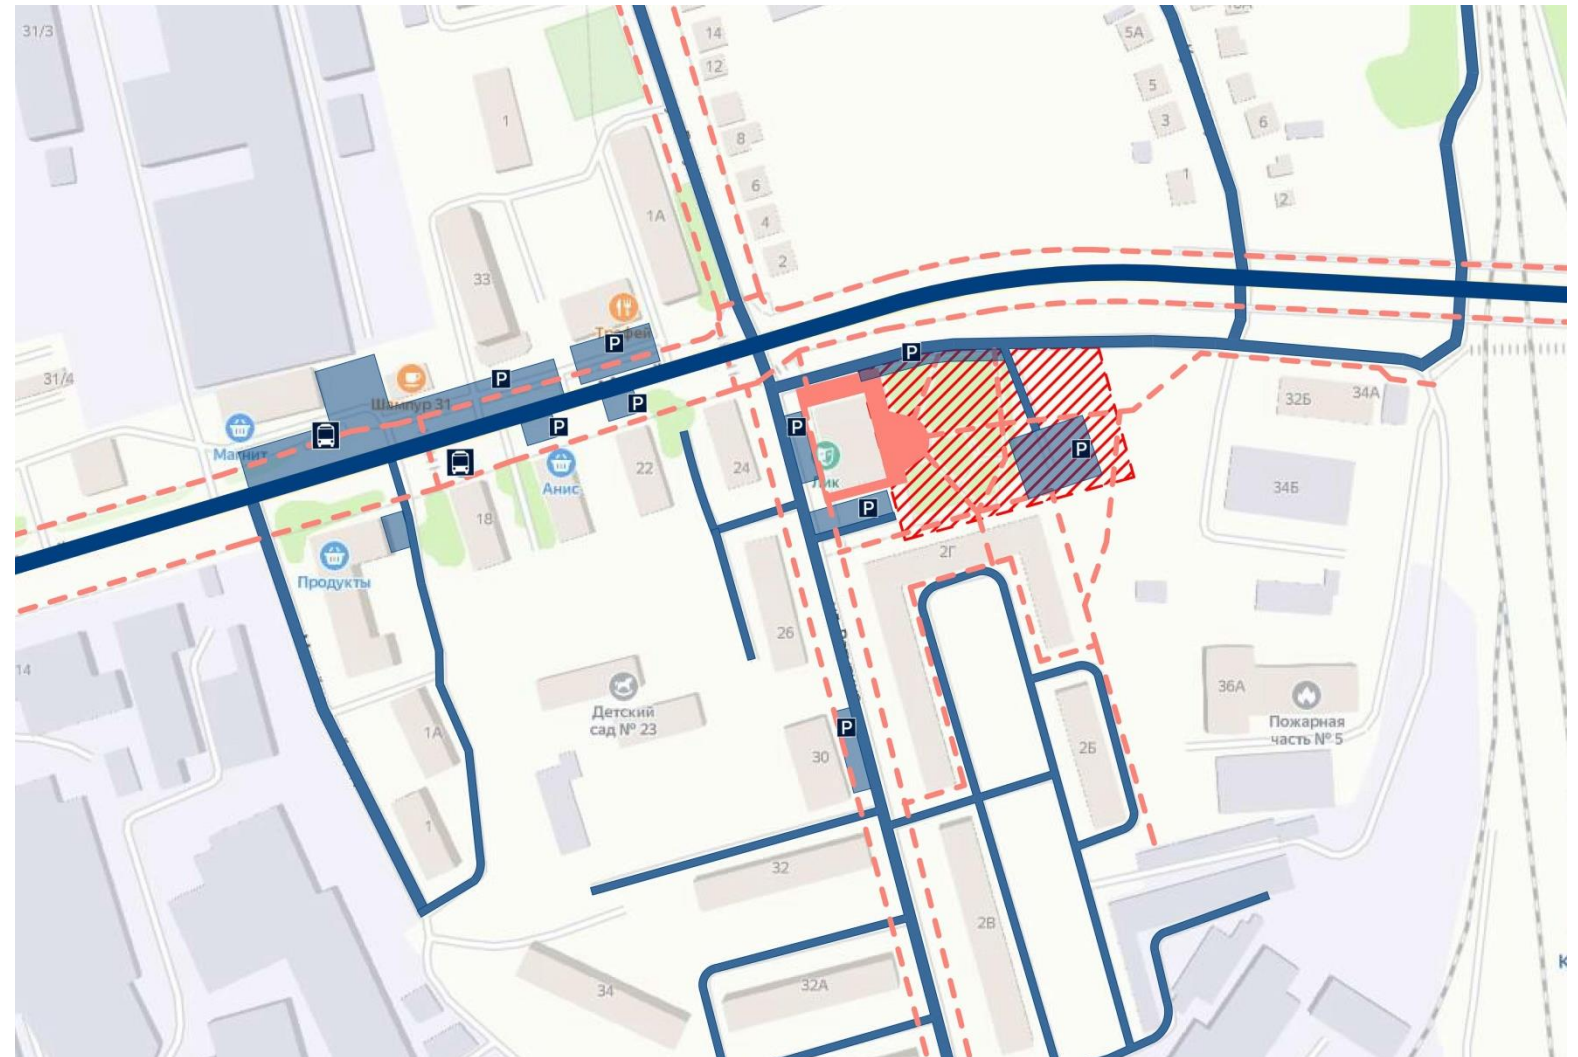 31/3
14
12
1
8
5А
5
3
6
1
2
6
4
2
1А
33
Трофей
P
31/4
P
Шампур 31
P
P
P
Магнит
Анис
22
24
P
Лик
P
P
32Б
34А
34Б
18
Продукты
2Г
26
14
36А
Пожарная
часть № 5
Детский
сад № 23
1А
P
30
2Б
1
32
2В
34
32А
К